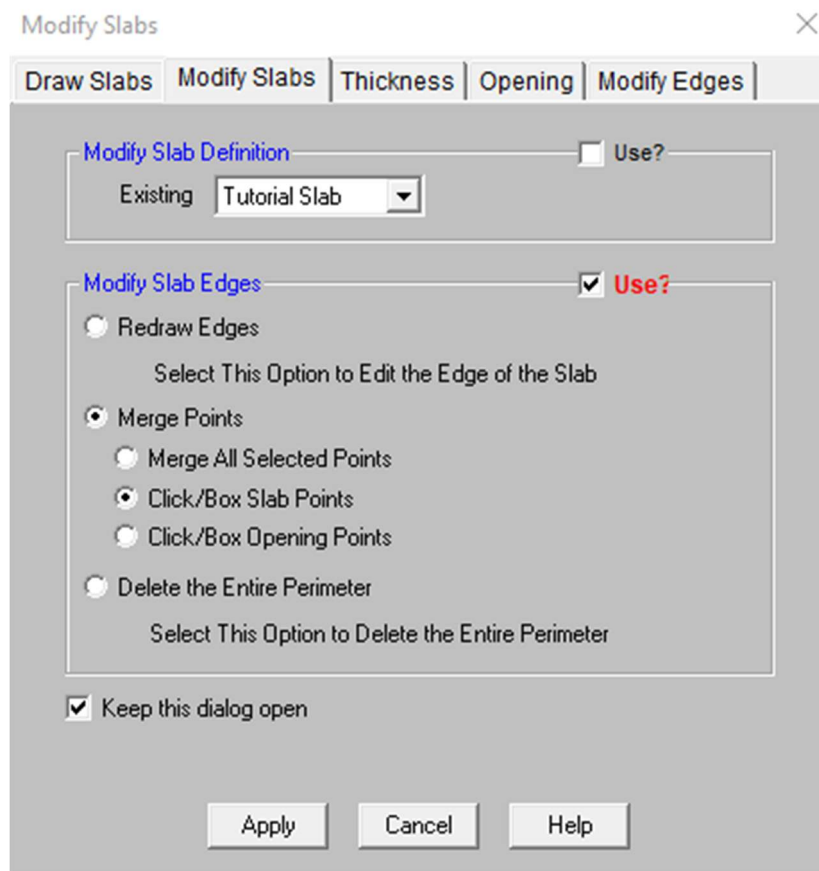 Modify Slabs
Draw Slabs Modify Slabs Thickness Opening Modify Edges
Modify Slab Definition Use?
Existing Tutorial Slab
Modify Slab Edges Use?
Redraw Edges
Select This Option to Edit the Edge of the Slab
Merge Points
Merge All Selected Points
Click/Box Slab Points
Click/Box Opening Points
Delete the Entire Perimeter
Select This Option to Delete the Entire Perimeter
Keep this dialog open
Apply Cancel Help